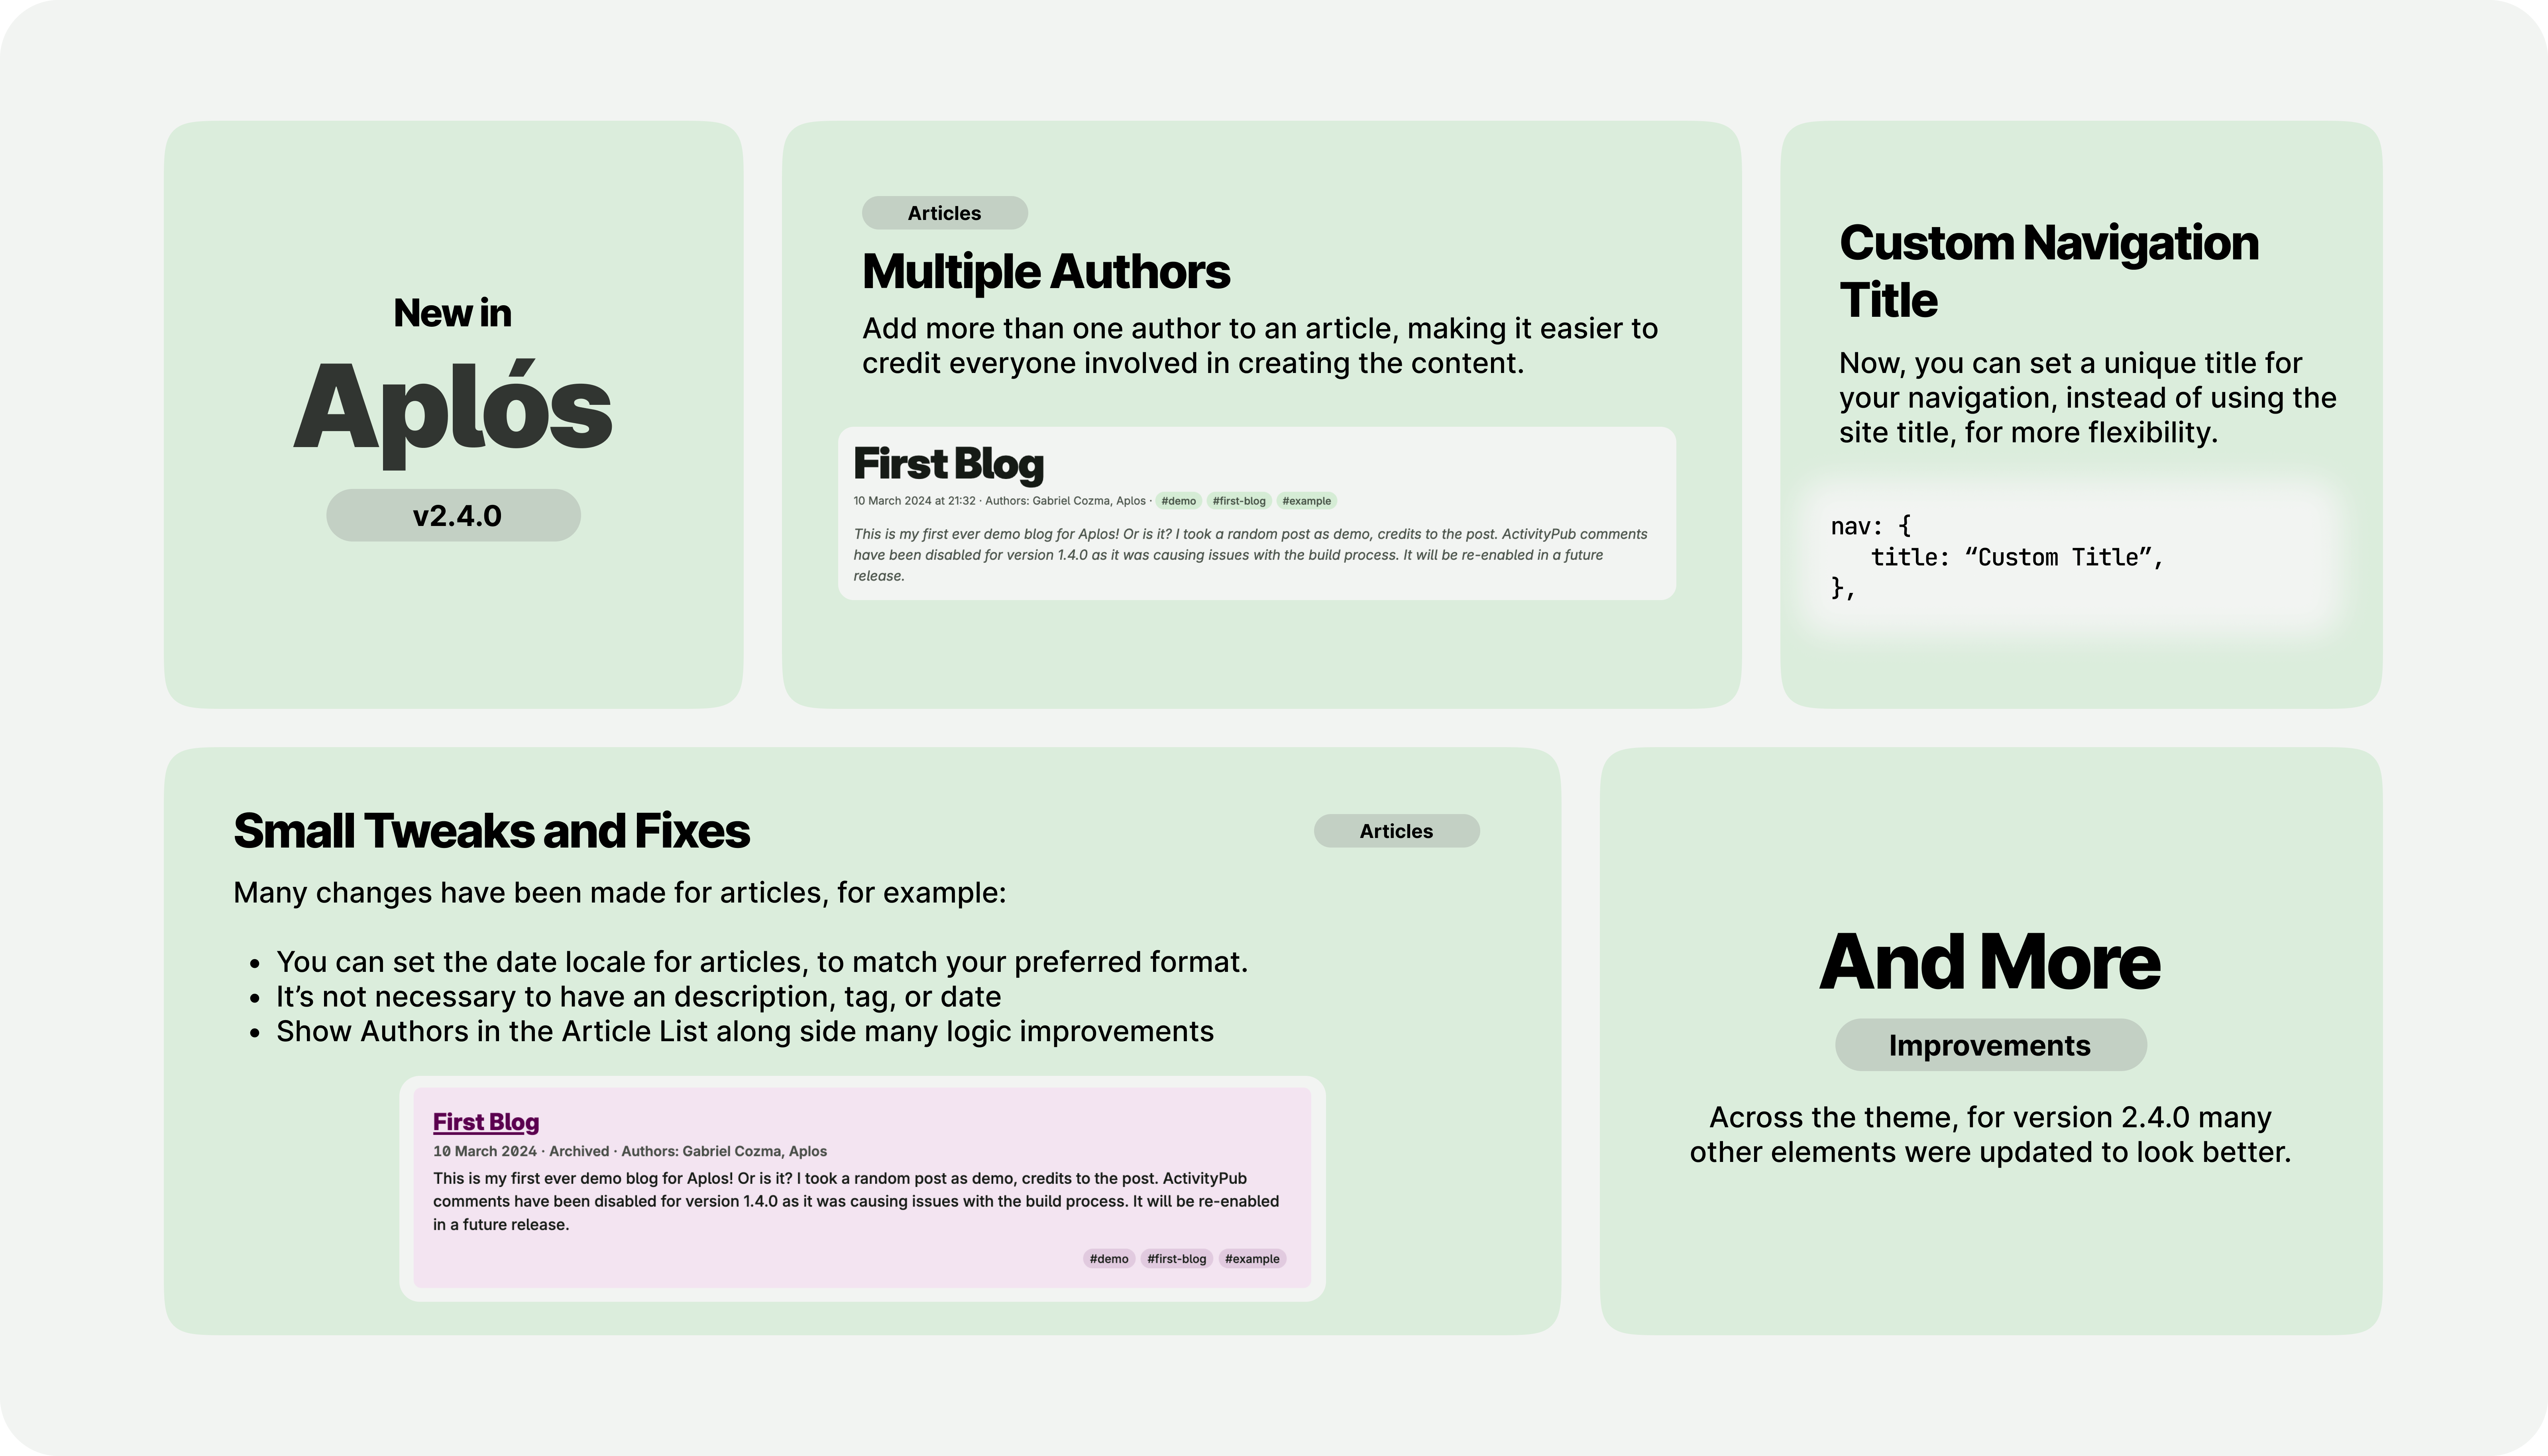 New in
Aplós
v2.4.0
Articles
Multiple Authors
Add more than one author to an article, making it easier to
credit everyone involved in creating the content.
First Blog
10 March 2024 at 21:32 · Authors: Gabriel Cozma, Aplos · #demo #first-blog #example
This is my first ever demo blog for Aplos! Or is it? I took a random post as demo, credits to the post. ActivityPub comments
have been disabled for version 1.4.0 as it was causing issues with the build process. It will be re-enabled in a future
release.
Custom Navigation
Title
Now, you can set a unique title for
your navigation, instead of using the
site title, for more flexibility.
nav: {
   title: “Custom Title”,
},
Small Tweaks and Fixes
Articles
Many changes have been made for articles, for example:
• You can set the date locale for articles, to match your preferred format.
• It’s not necessary to have an description, tag, or date
• Show Authors in the Article List along side many logic improvements
First Blog
10 March 2024 · Archived · Authors: Gabriel Cozma, Aplos
This is my first ever demo blog for Aplos! Or is it? I took a random post as demo, credits to the post. ActivityPub
comments have been disabled for version 1.4.0 as it was causing issues with the build process. It will be re-enabled
in a future release.
#demo #first-blog #example
And More
Improvements
Across the theme, for version 2.4.0 many
other elements were updated to look better.